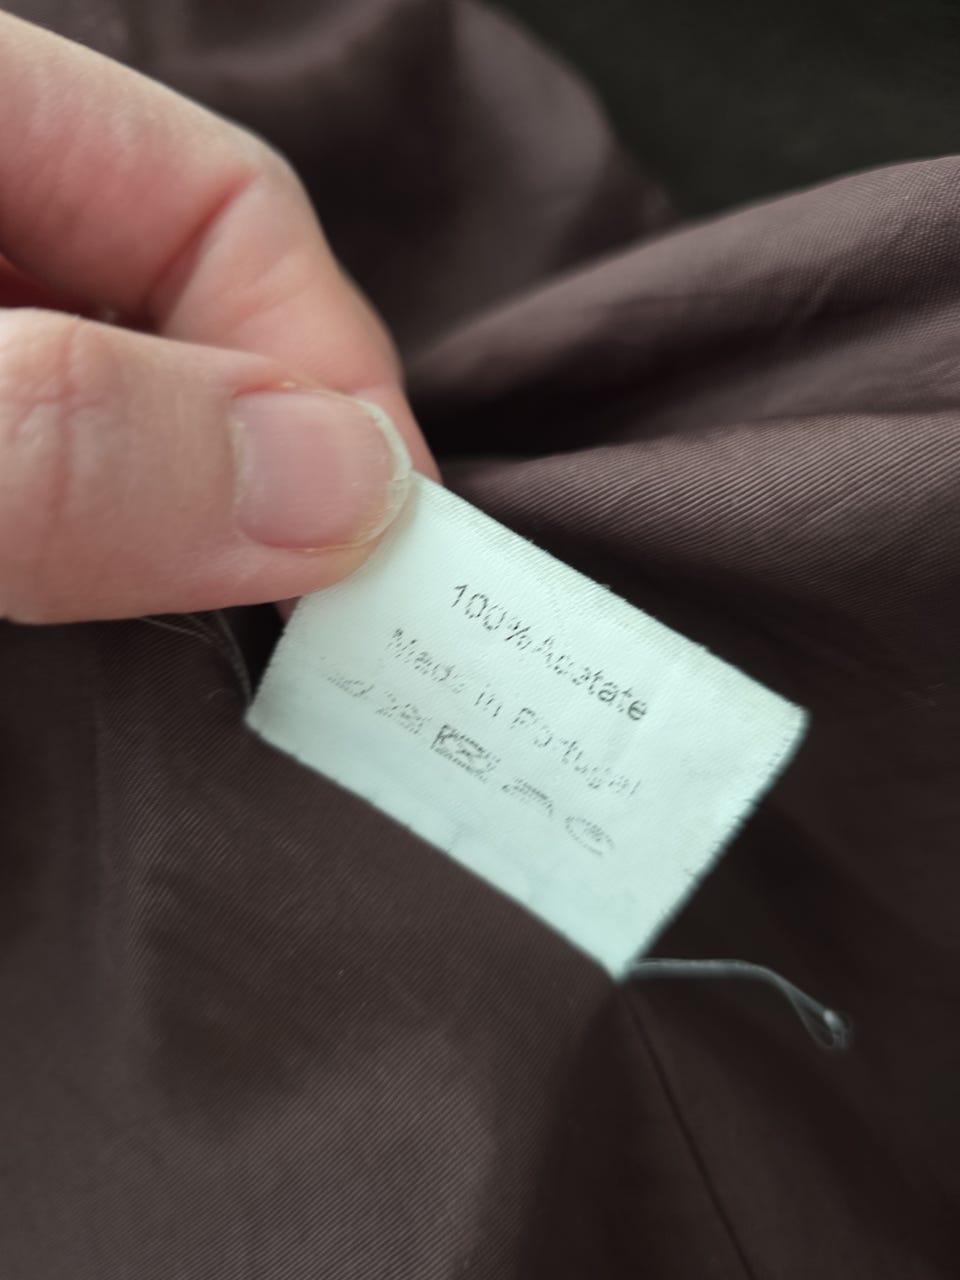 100% Acetate
Made in Portugal